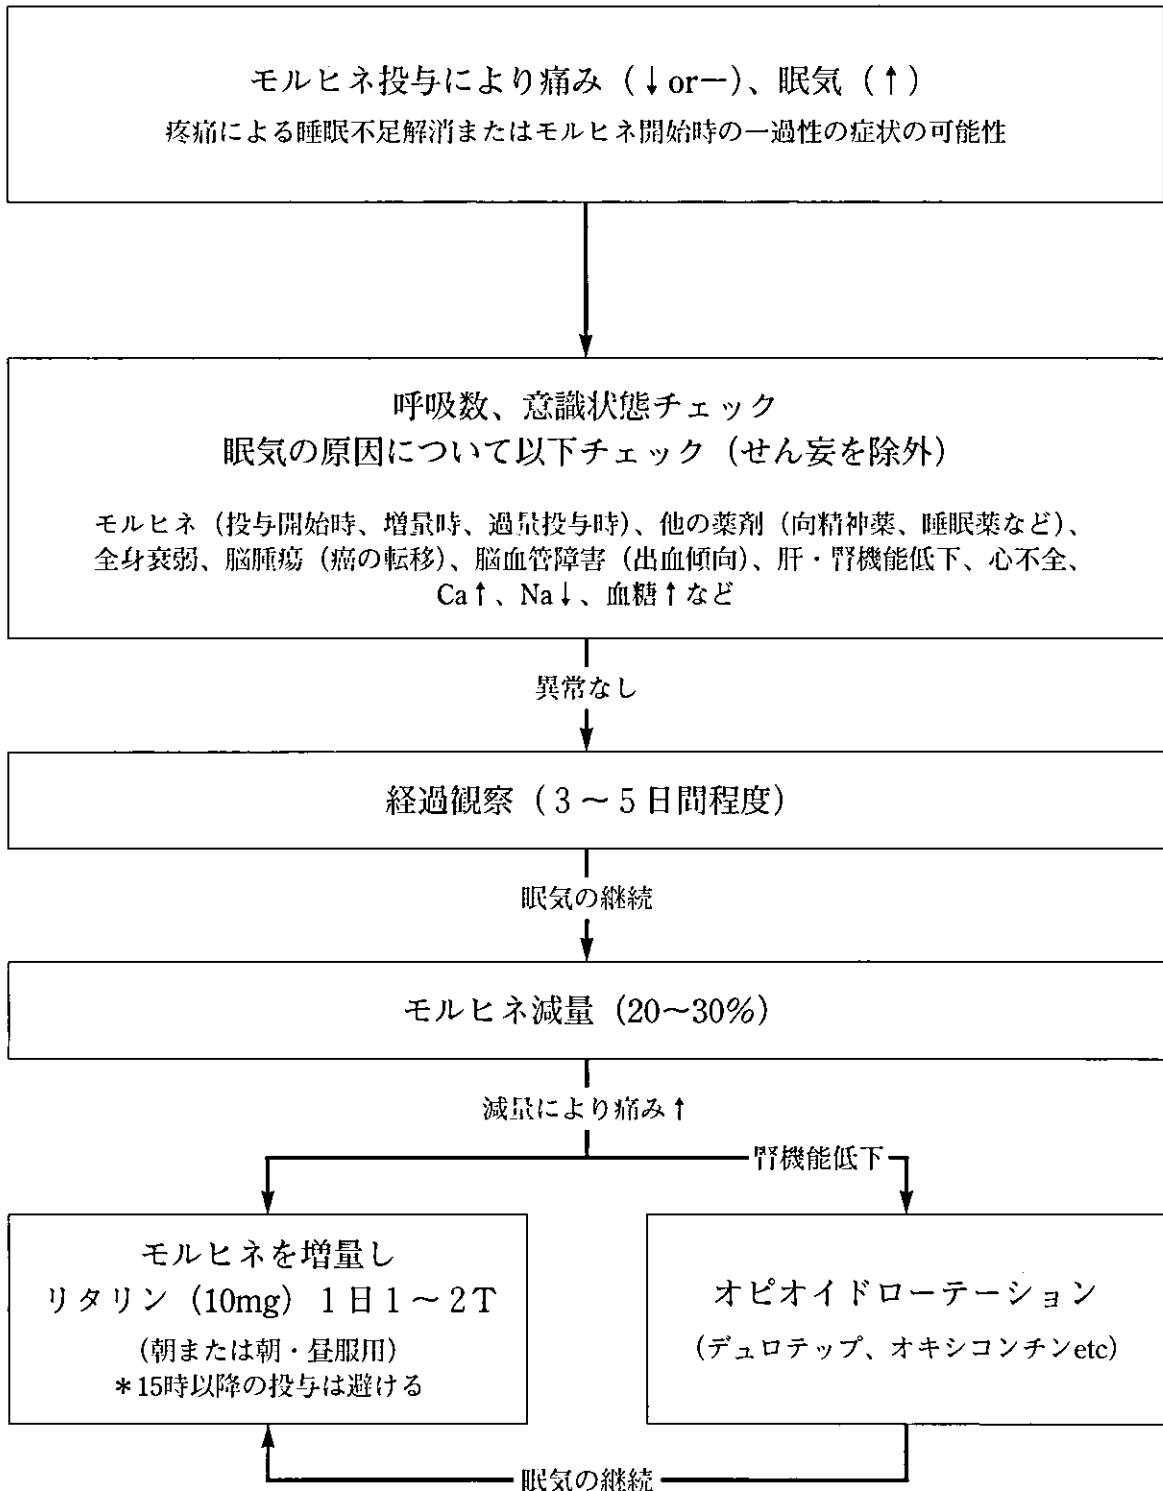 モルヒネ投与により痛み（↓or－）、眠気（↑）
疼痛による睡眠不足解消またはモルヒネ開始時の一過性の症状の可能性
呼吸数、意識状態チェック
眠気の原因について以下チェック（せん妄を除外）
モルヒネ（投与開始時、増量時、過量投与時）、他の薬剤（向精神薬、睡眠薬など）、
全身衰弱、脳腫瘍（癌の転移）、脳血管障害（出血傾向）、肝・腎機能低下、心不全、
Ca↑、Na↓、血糖↑など
異常なし
経過観察（3～5日間程度）
眠気の継続
モルヒネ減量（20～30％）
減量により痛み↑
腎機能低下
モルヒネを増量し
リタリン（10mg）1日1～2T
（朝または朝・昼服用）
＊15時以降の投与は避ける
オピオイドローテーション
（デュロテップ、オキシコンチンetc）
眠気の継続